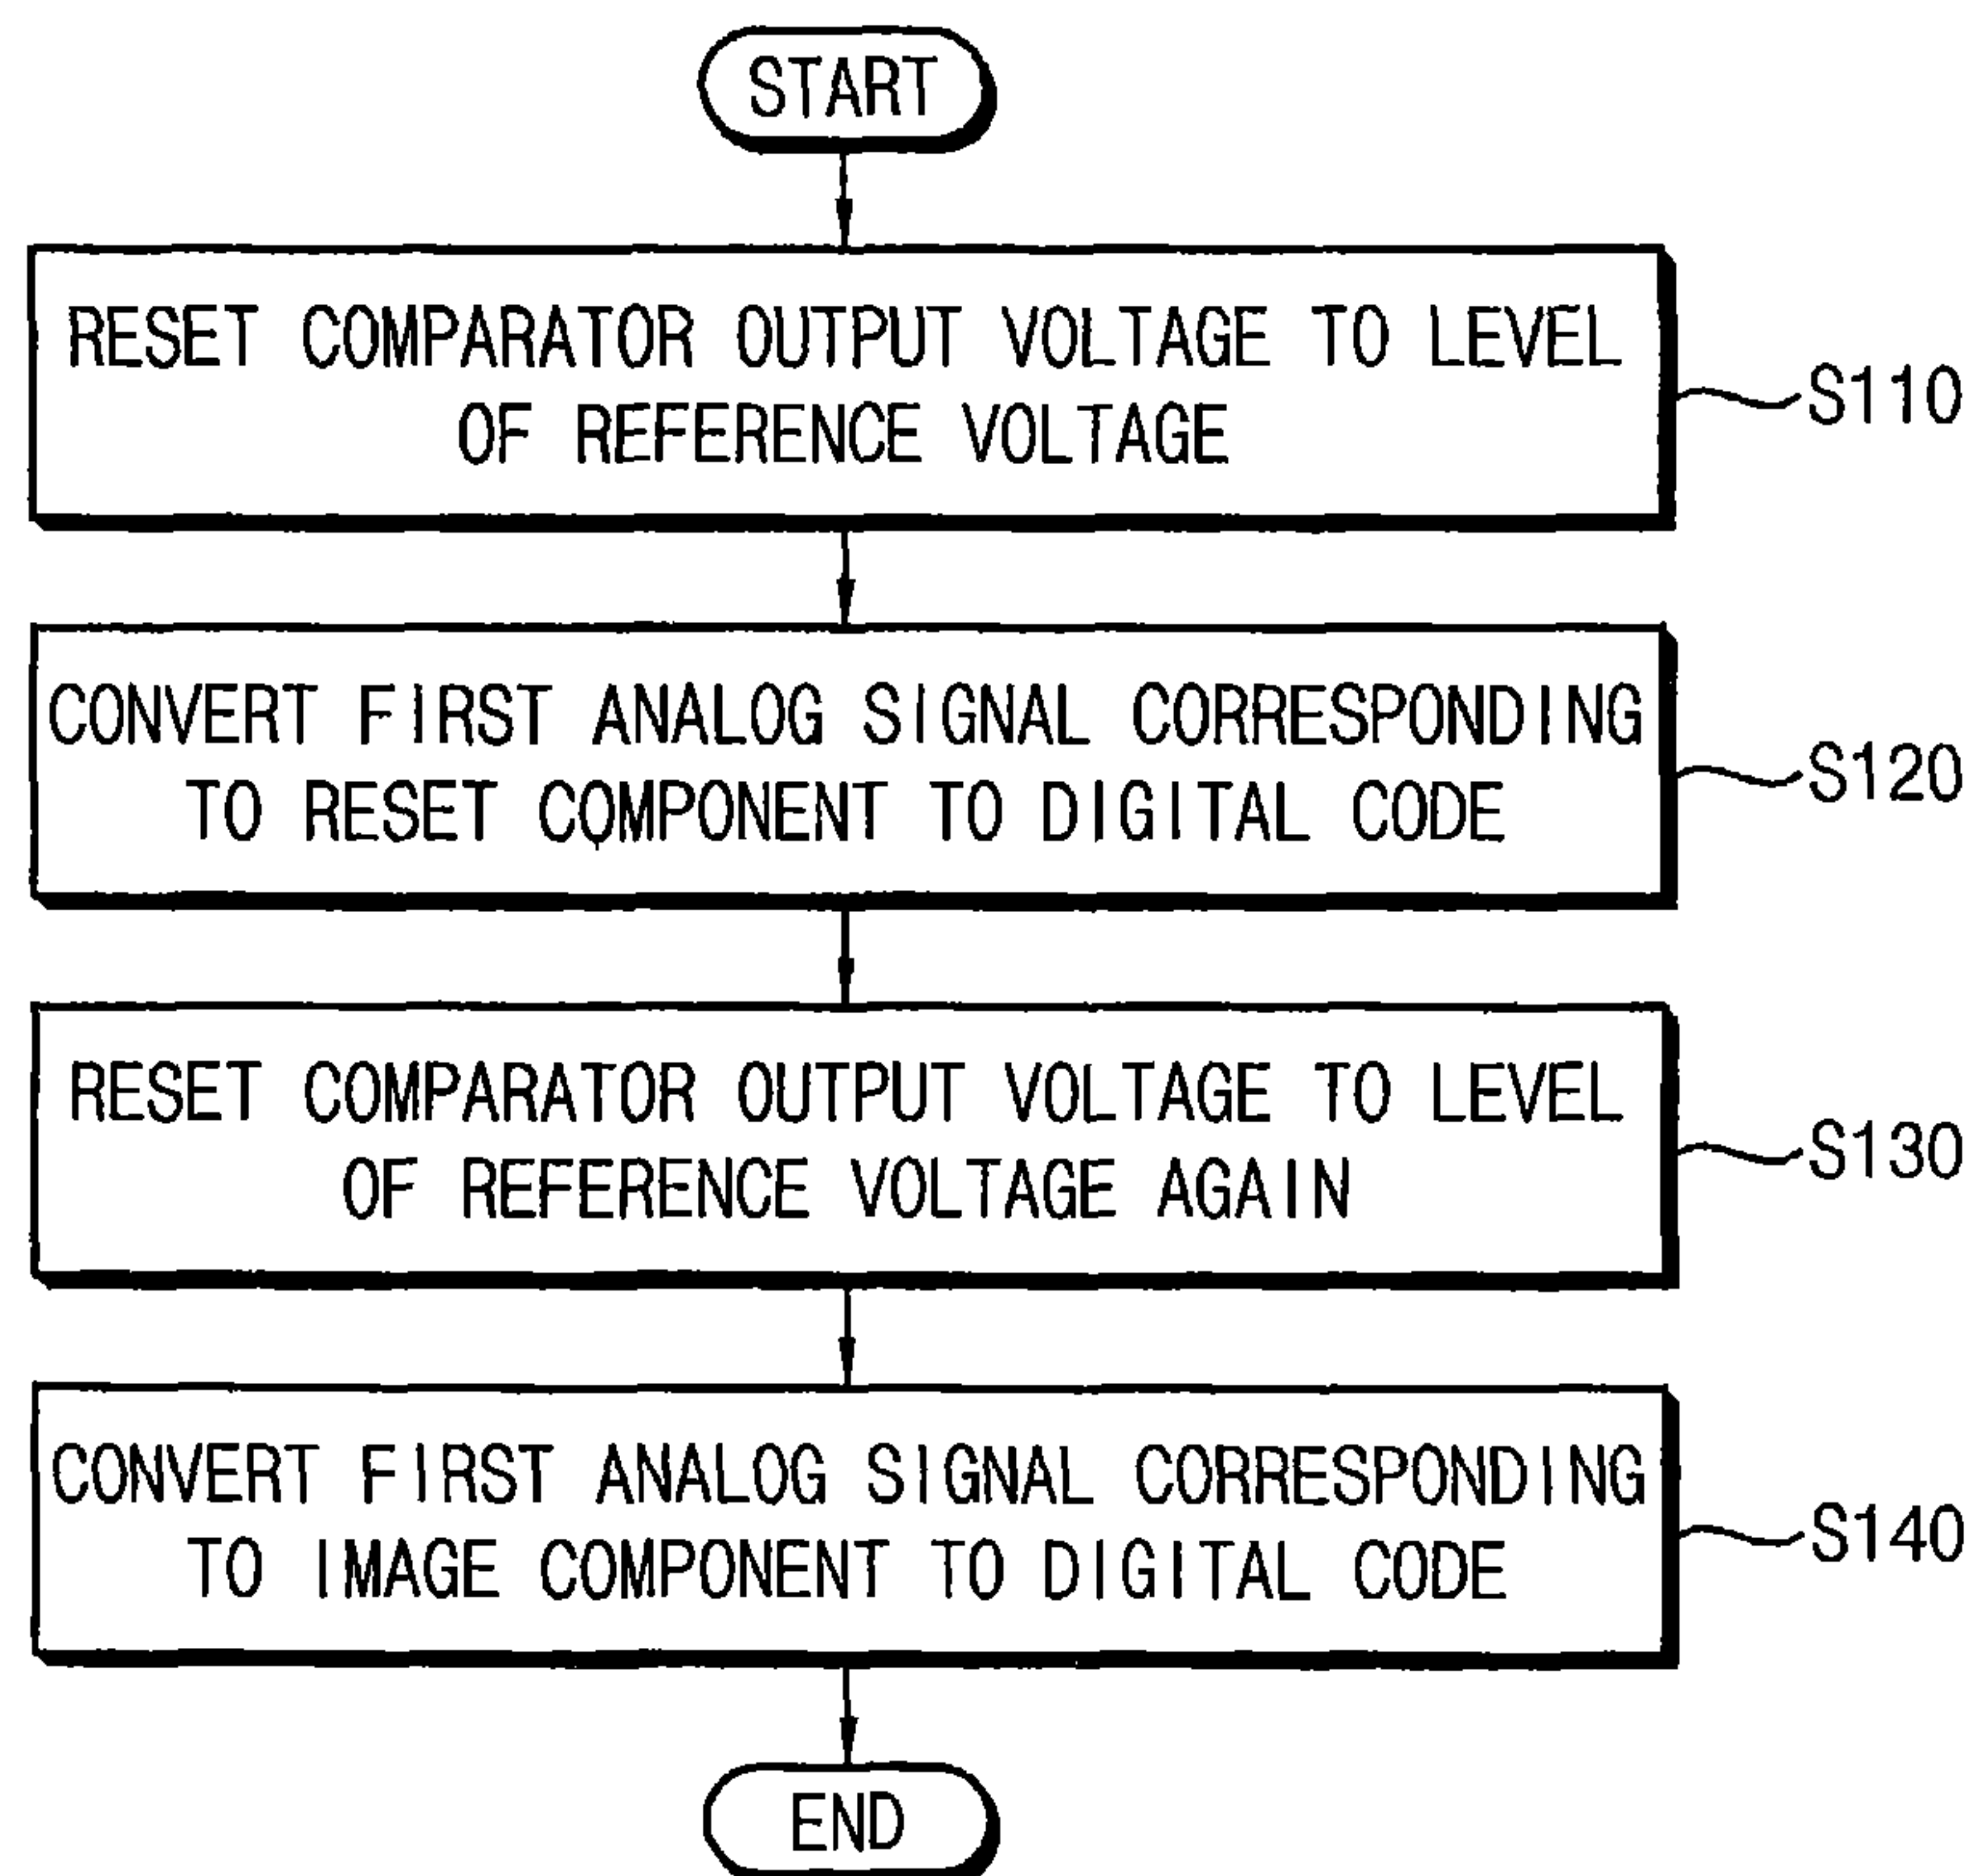 START
RESET COMPARATOR OUTPUT VOLTAGE TO LEVEL
OF REFERENCE VOLTAGE
S110
CONVERT FIRST ANALOG SIGNAL CORRESPONDING
TO RESET COMPONENT TO DIGITAL CODE
S120
RESET COMPARATOR OUTPUT VOLTAGE TO LEVEL
OF REFERENCE VOLTAGE AGAIN
S130
CONVERT FIRST ANALOG SIGNAL CORRESPONDING
TO IMAGE COMPONENT TO DIGITAL CODE
S140
END